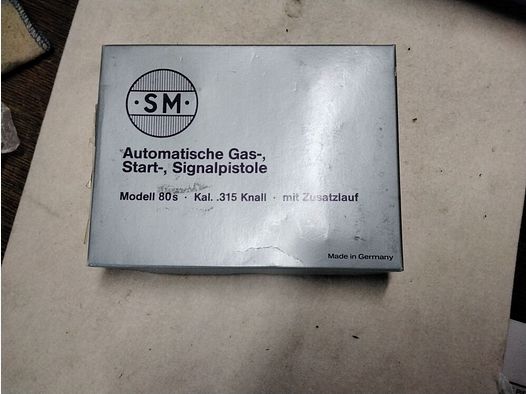 ·SM·
Automatische Gas-,
Start-, Signalpistole
Modell 80s · Kal. .315 Knall · mit Zusatzlauf
Made in Germany